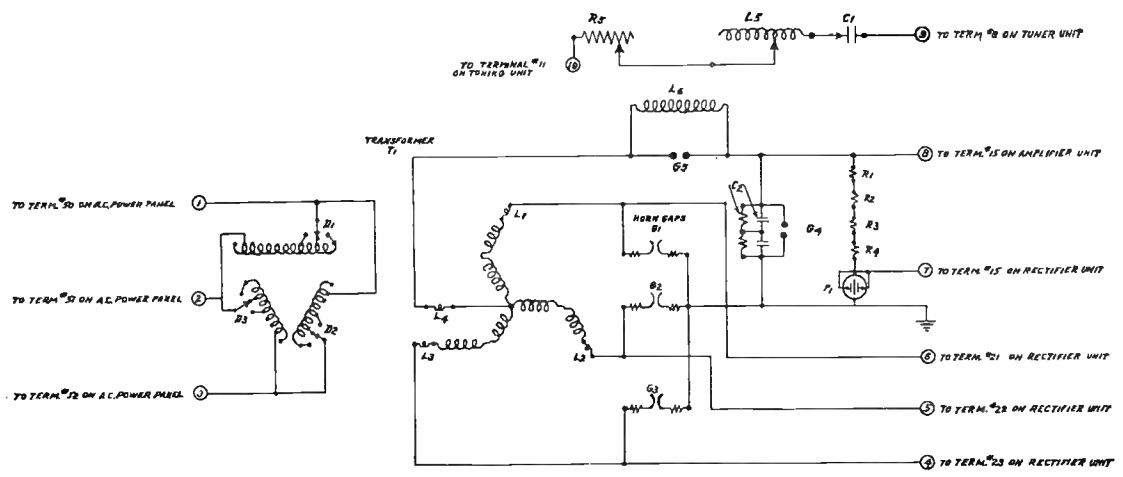 R5
L5
C1
9 TO TERM #8 ON TUNER UNIT
10
TO TERMINAL #11
ON TUNING UNIT
L6
TRANSFORMER
T1
G5
8 TO TERM. #15 ON AMPLIFIER UNIT
R1
R2
R3
R4
TO TERM. #50 ON A.C. POWER PANEL 1
D1
L1
HORN GAPS
G1
C2
G4
7 TO TERM. #15 ON RECTIFIER UNIT
TO TERM #51 ON A.C. POWER PANEL 2
D3
D2
L4
G2
L3
L2
6 TO TERM. #21 ON RECTIFIER UNIT
TO TERM. #52 ON A.C. POWER PANEL 3
G3
5 TO TERM. #22 ON RECTIFIER UNIT
4 TO TERM. #23 ON RECTIFIER UNIT